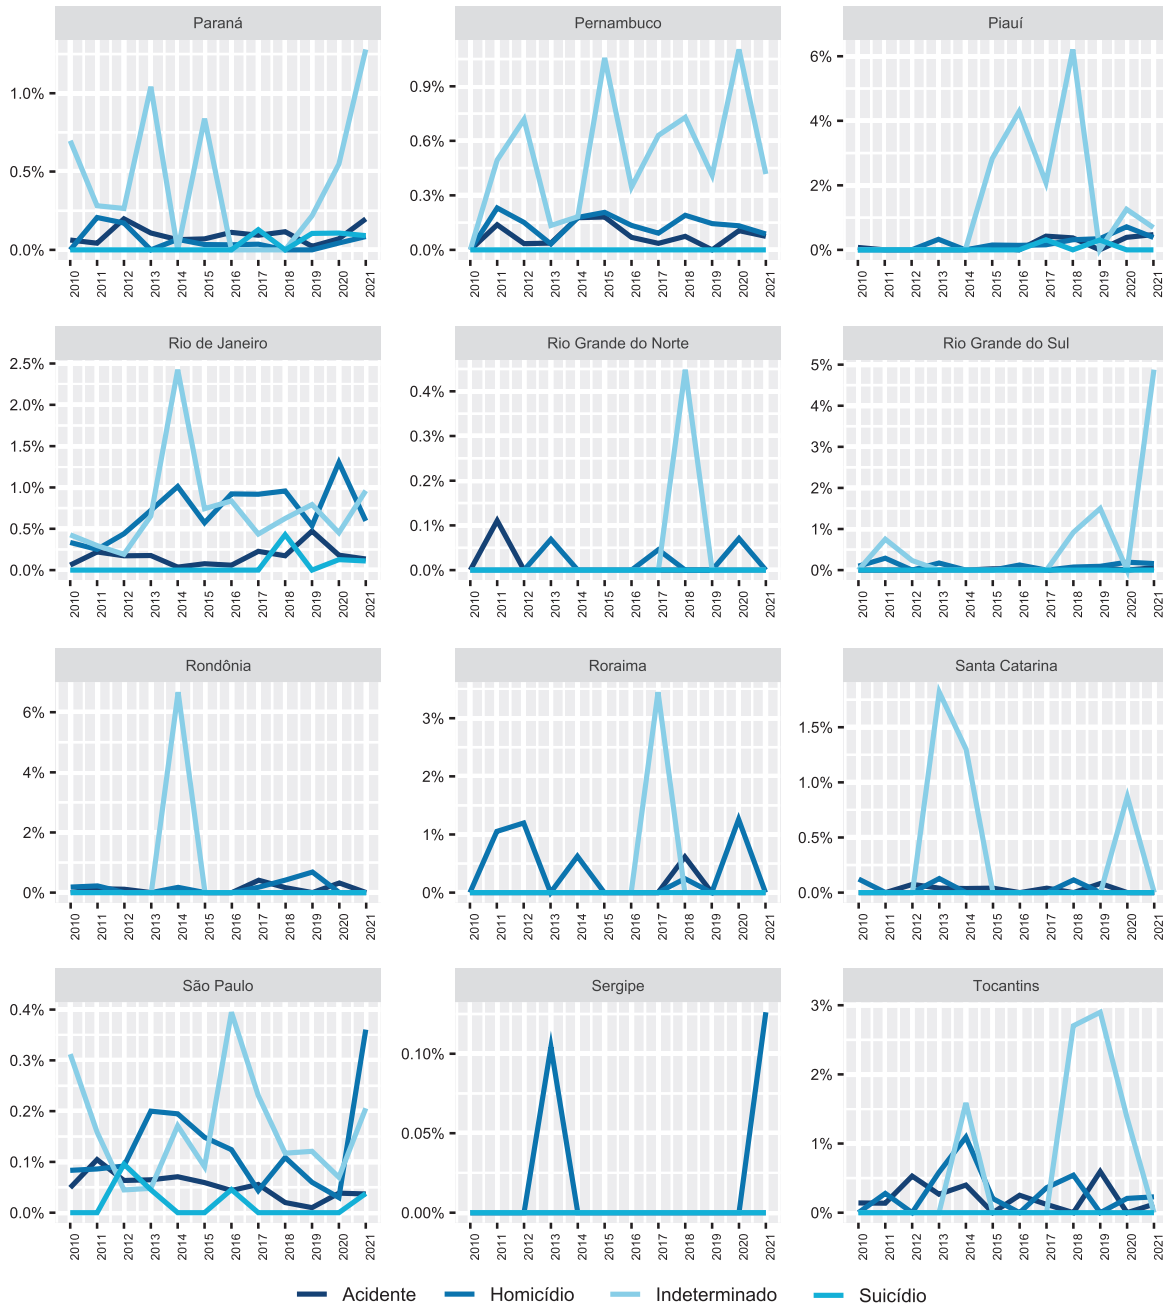 Paraná
1.0%
0.5%
0.0%
2010 2011 2012 2013 2014 2015 2016 2017 2018 2019 2020 2021
Pernambuco
0.9%
0.6%
0.3%
0.0%
2010 2011 2012 2013 2014 2015 2016 2017 2018 2019 2020 2021
Piauí
6%
4%
2%
0%
2010 2011 2012 2013 2014 2015 2016 2017 2018 2019 2020 2021
Rio de Janeiro
2.5%
2.0%
1.5%
1.0%
0.5%
0.0%
2010 2011 2012 2013 2014 2015 2016 2017 2018 2019 2020 2021
Rio Grande do Norte
0.4%
0.3%
0.2%
0.1%
0.0%
2010 2011 2012 2013 2014 2015 2016 2017 2018 2019 2020 2021
Rio Grande do Sul
5%
4%
3%
2%
1%
0%
2010 2011 2012 2013 2014 2015 2016 2017 2018 2019 2020 2021
Rondônia
6%
4%
2%
0%
2010 2011 2012 2013 2014 2015 2016 2017 2018 2019 2020 2021
Roraima
3%
2%
1%
0%
2010 2011 2012 2013 2014 2015 2016 2017 2018 2019 2020 2021
Santa Catarina
1.5%
1.0%
0.5%
0.0%
2010 2011 2012 2013 2014 2015 2016 2017 2018 2019 2020 2021
São Paulo
0.4%
0.3%
0.2%
0.1%
0.0%
2010 2011 2012 2013 2014 2015 2016 2017 2018 2019 2020 2021
Sergipe
0.10%
0.05%
0.00%
2010 2011 2012 2013 2014 2015 2016 2017 2018 2019 2020 2021
Tocantins
3%
2%
1%
0%
2010 2011 2012 2013 2014 2015 2016 2017 2018 2019 2020 2021
Acidente Homicídio Indeterminado Suicídio